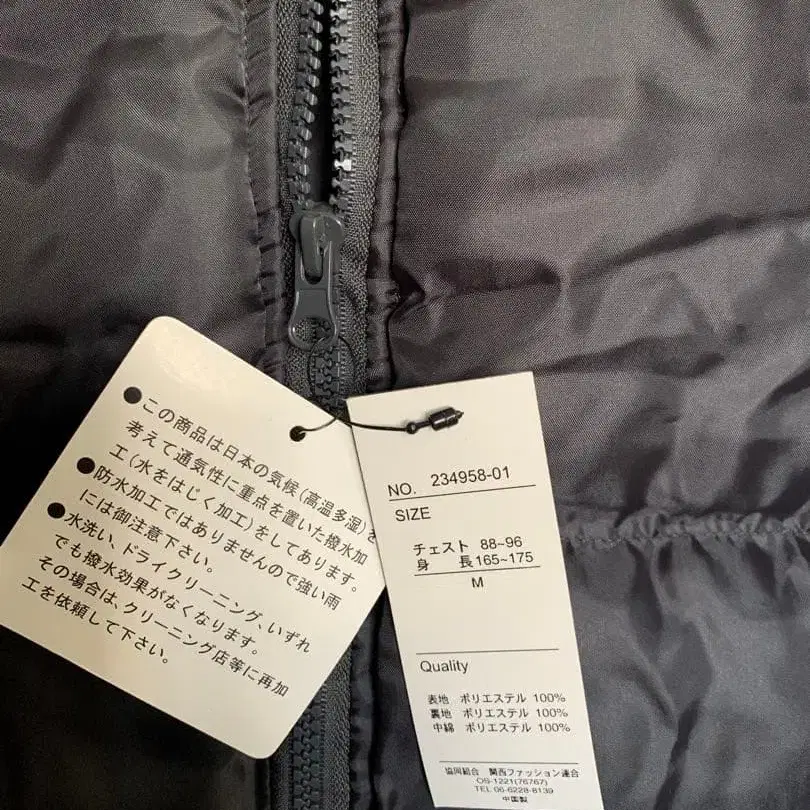 ●この商品は日本の気候（高温多湿）を
考えて通気性に重点を置いた撥水加
工（水をはじく加工）をしてあります。
●防水加工ではありませんので強い雨
には御注意下さい。
●水洗い、ドライクリーニング、いずれ
でも撥水効果がなくなります。
その場合は、クリーニング店等に再加
工を依頼して下さい。
NO. 234958-01
SIZE
チェスト 88~96
身 長165~175
M
Quality
表地 ポリエステル 100%
裏地 ポリエステル 100%
中綿 ポリエステル 100%
協同組合 関西ファッション連合
OS-1221(76767)
TEL 06-6228-8139
中国製